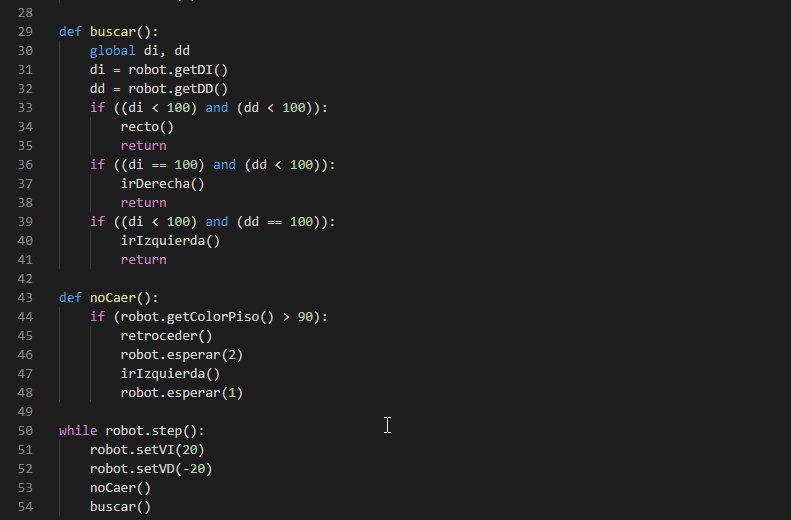 28
29 def buscar():
30     global di, dd
31     di = robot.getDI()
32     dd = robot.getDD()
33     if ((di < 100) and (dd < 100)):
34         recto()
35         return
36     if ((di == 100) and (dd < 100)):
37         irDerecha()
38         return
39     if ((di < 100) and (dd == 100)):
40         irIzquierda()
41         return
42
43 def noCaer():
44     if (robot.getColorPiso() > 90):
45         retroceder()
46         robot.esperar(2)
47         irIzquierda()
48         robot.esperar(1)
49
50 while robot.step():
51     robot.setVI(20)
52     robot.setVD(-20)
53     noCaer()
54     buscar()